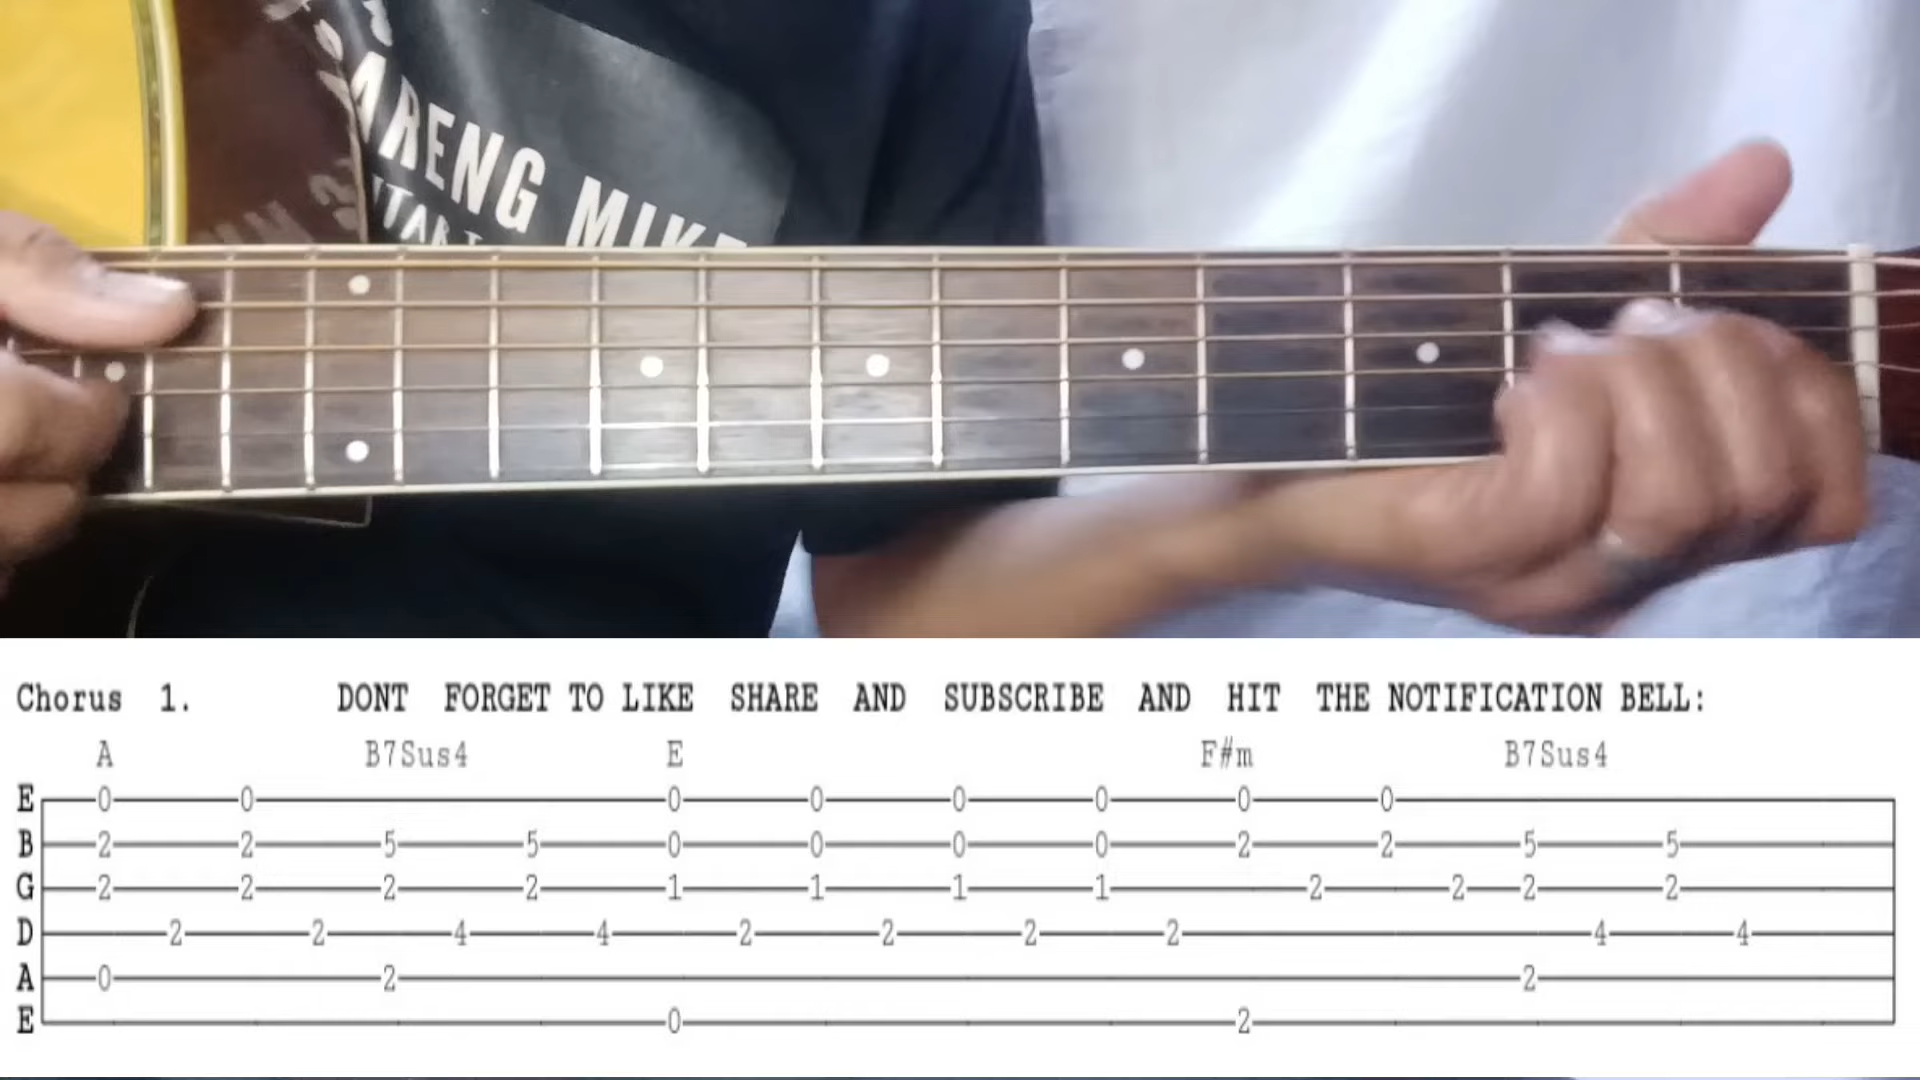 ARENG MIKE
Chorus 1. DONT FORGET TO LIKE SHARE AND SUBSCRIBE AND HIT THE NOTIFICATION BELL:
A B7Sus4 E F#m B7Sus4
E 0 0 0 0 0 0 0 0
B 2 2 5 5 0 0 0 0 2 2 5 5
G 2 2 2 2 1 1 1 1 2 2 2 2
D 2 2 4 4 2 2 2 2 4 4
A 0 2 2
E 0 2